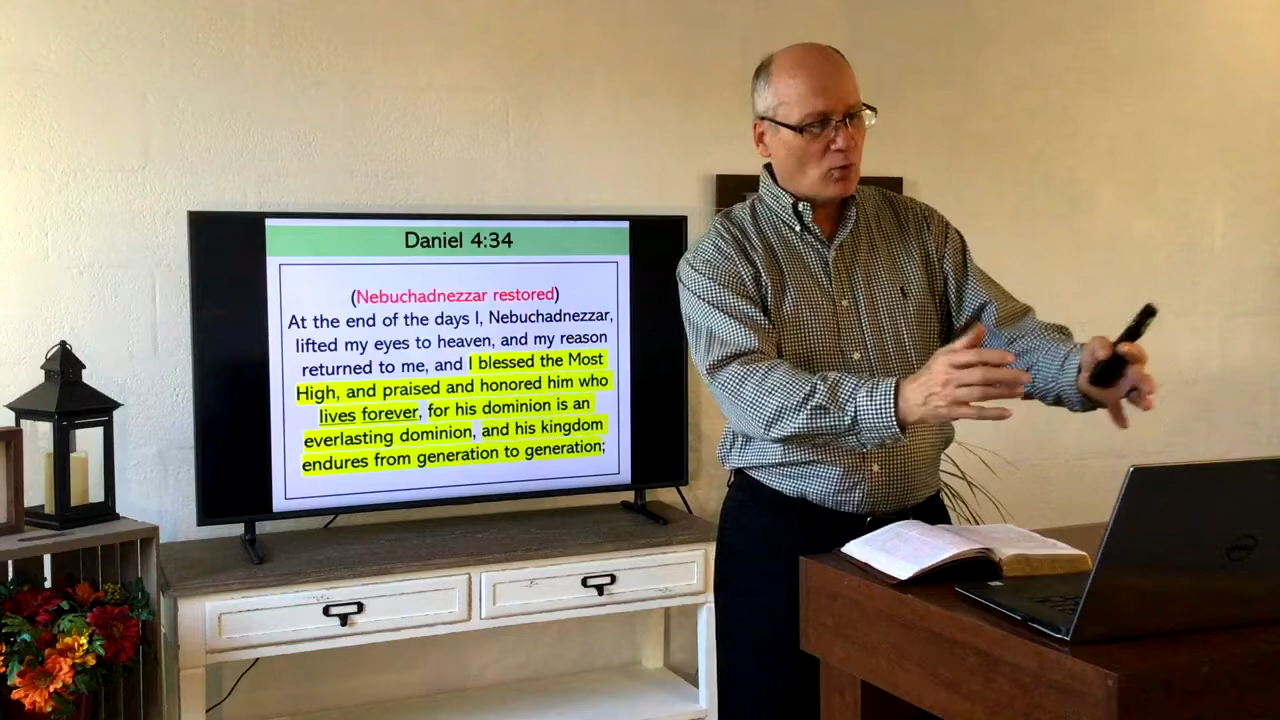 Daniel 4:34
(Nebuchadnezzar restored)
At the end of the days I, Nebuchadnezzar,
lifted my eyes to heaven, and my reason
returned to me, and I blessed the Most
High, and praised and honored him who
lives forever, for his dominion is an
everlasting dominion, and his kingdom
endures from generation to generation;
DELL